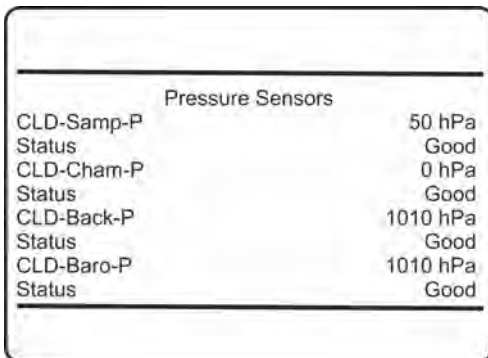 Pressure Sensors
CLD-Samp-P 50 hPa
Status Good
CLD-Cham-P 0 hPa
Status Good
CLD-Back-P 1010 hPa
Status Good
CLD-Baro-P 1010 hPa
Status Good